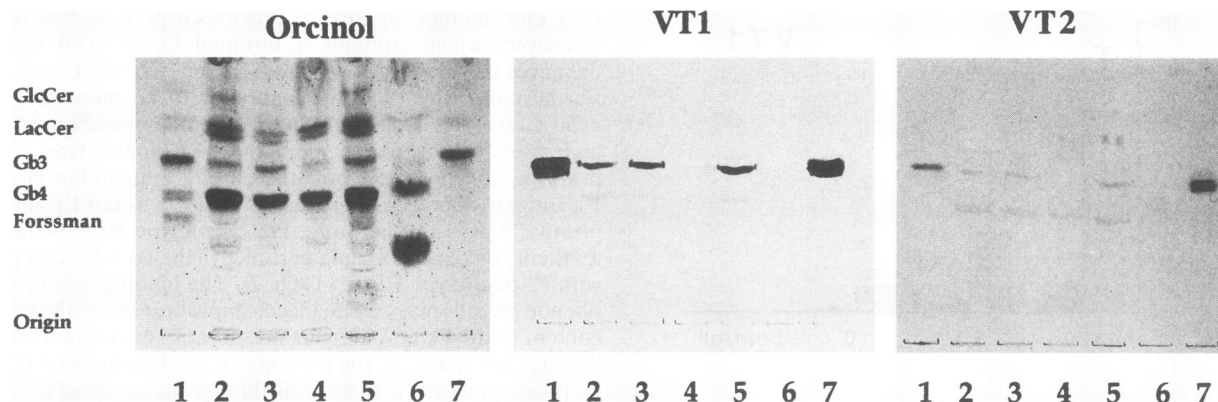 Orcinol
VT1
VT2
GlcCer
LacCer
Gb3
Gb4
Forssman
Origin
1 2 3 4 5 6 7
1 2 3 4 5 6 7
1 2 3 4 5 6 7